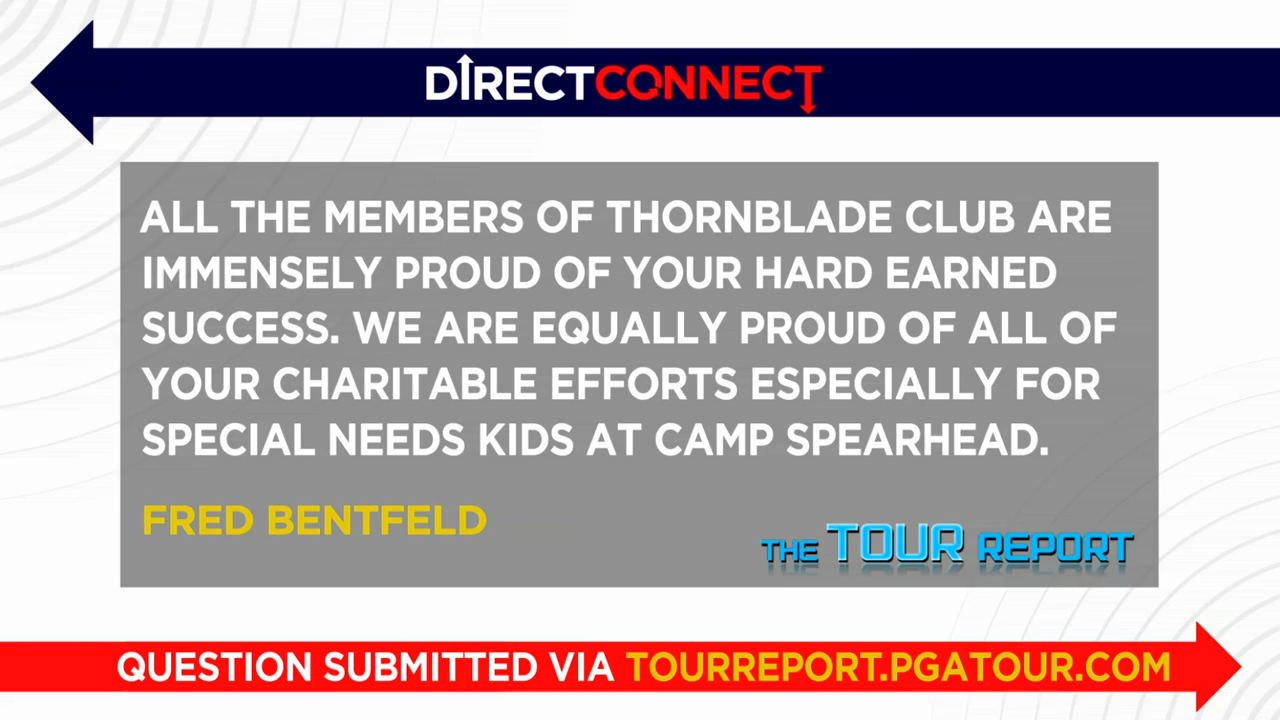 DIRECTCONNECT
ALL THE MEMBERS OF THORNBLADE CLUB ARE
IMMENSELY PROUD OF YOUR HARD EARNED
SUCCESS. WE ARE EQUALLY PROUD OF ALL OF
YOUR CHARITABLE EFFORTS ESPECIALLY FOR
SPECIAL NEEDS KIDS AT CAMP SPEARHEAD.
FRED BENTFELD
THE TOUR REPORT
QUESTION SUBMITTED VIA TOURREPORT.PGATOUR.COM